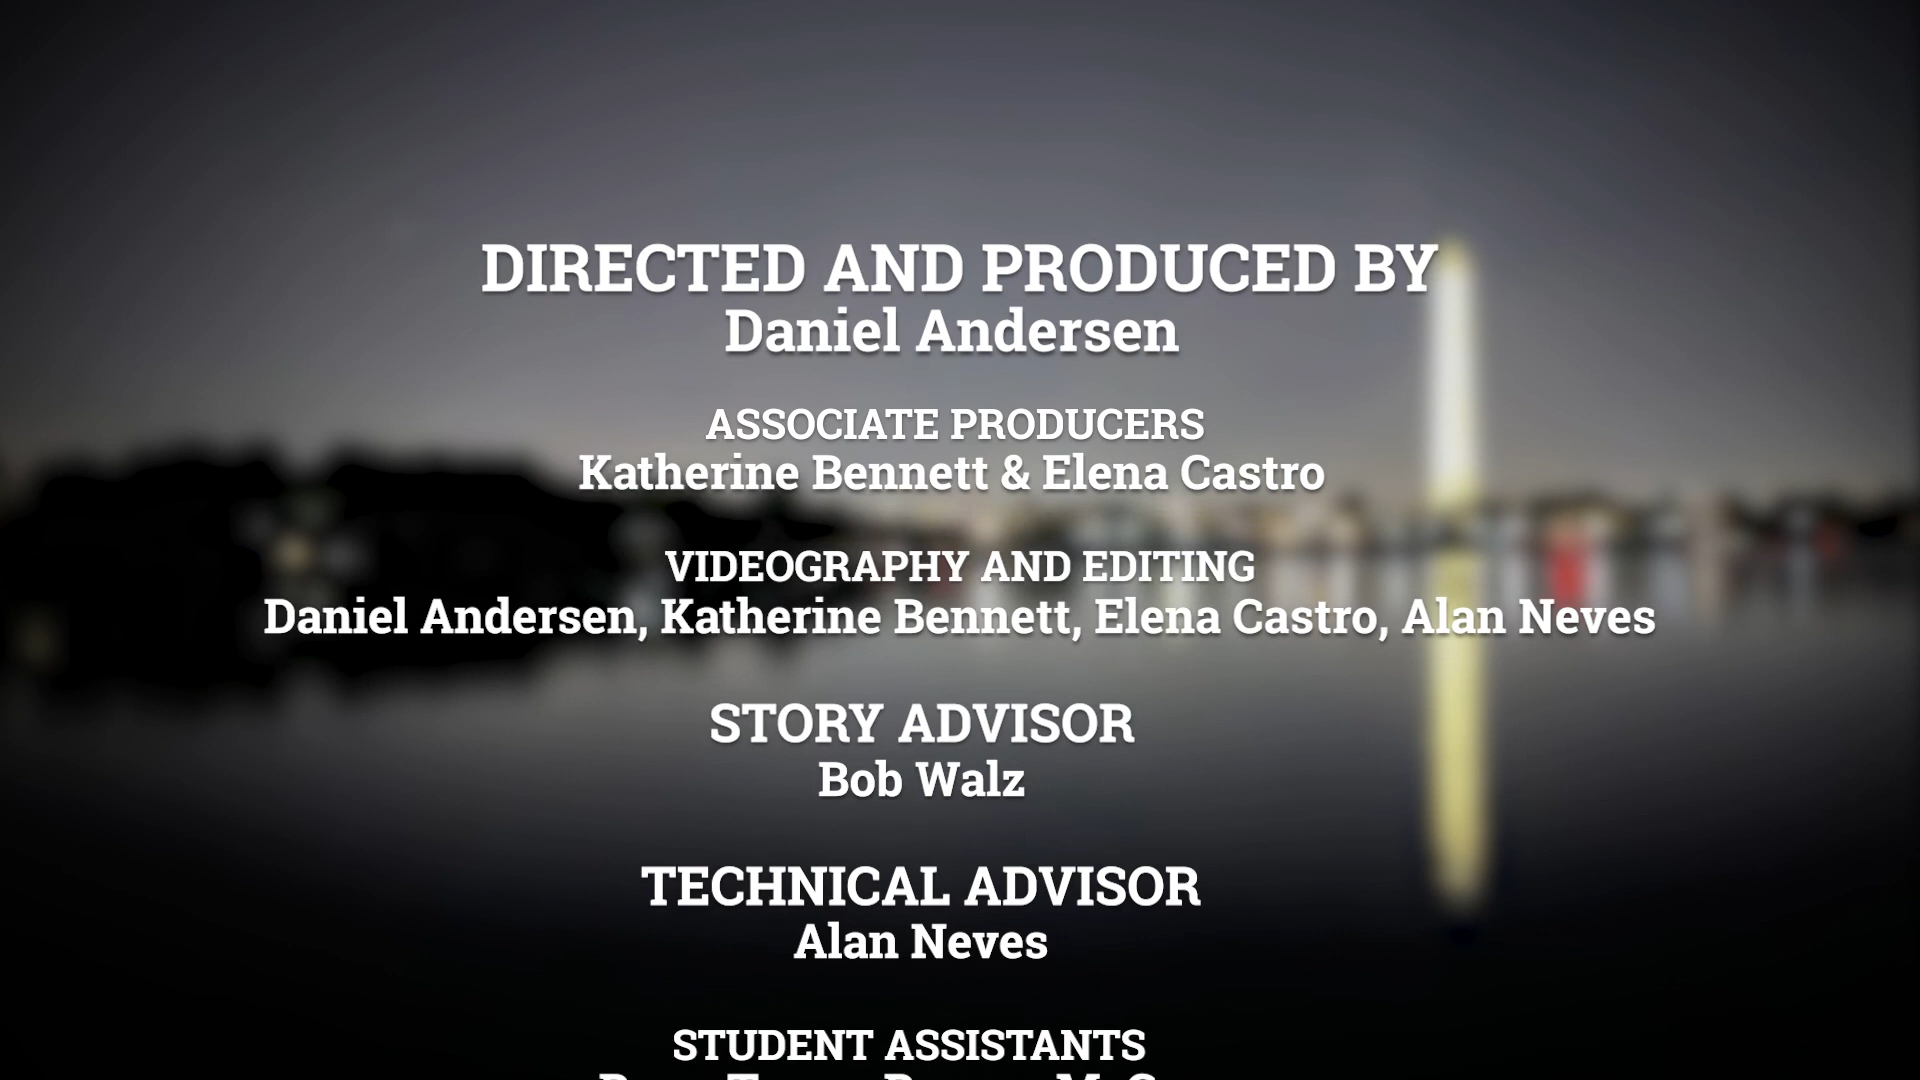 DIRECTED AND PRODUCED BY
Daniel Andersen
ASSOCIATE PRODUCERS
Katherine Bennett & Elena Castro
VIDEOGRAPHY AND EDITING
Daniel Andersen, Katherine Bennett, Elena Castro, Alan Neves
STORY ADVISOR
Bob Walz
TECHNICAL ADVISOR
Alan Neves
STUDENT ASSISTANTS